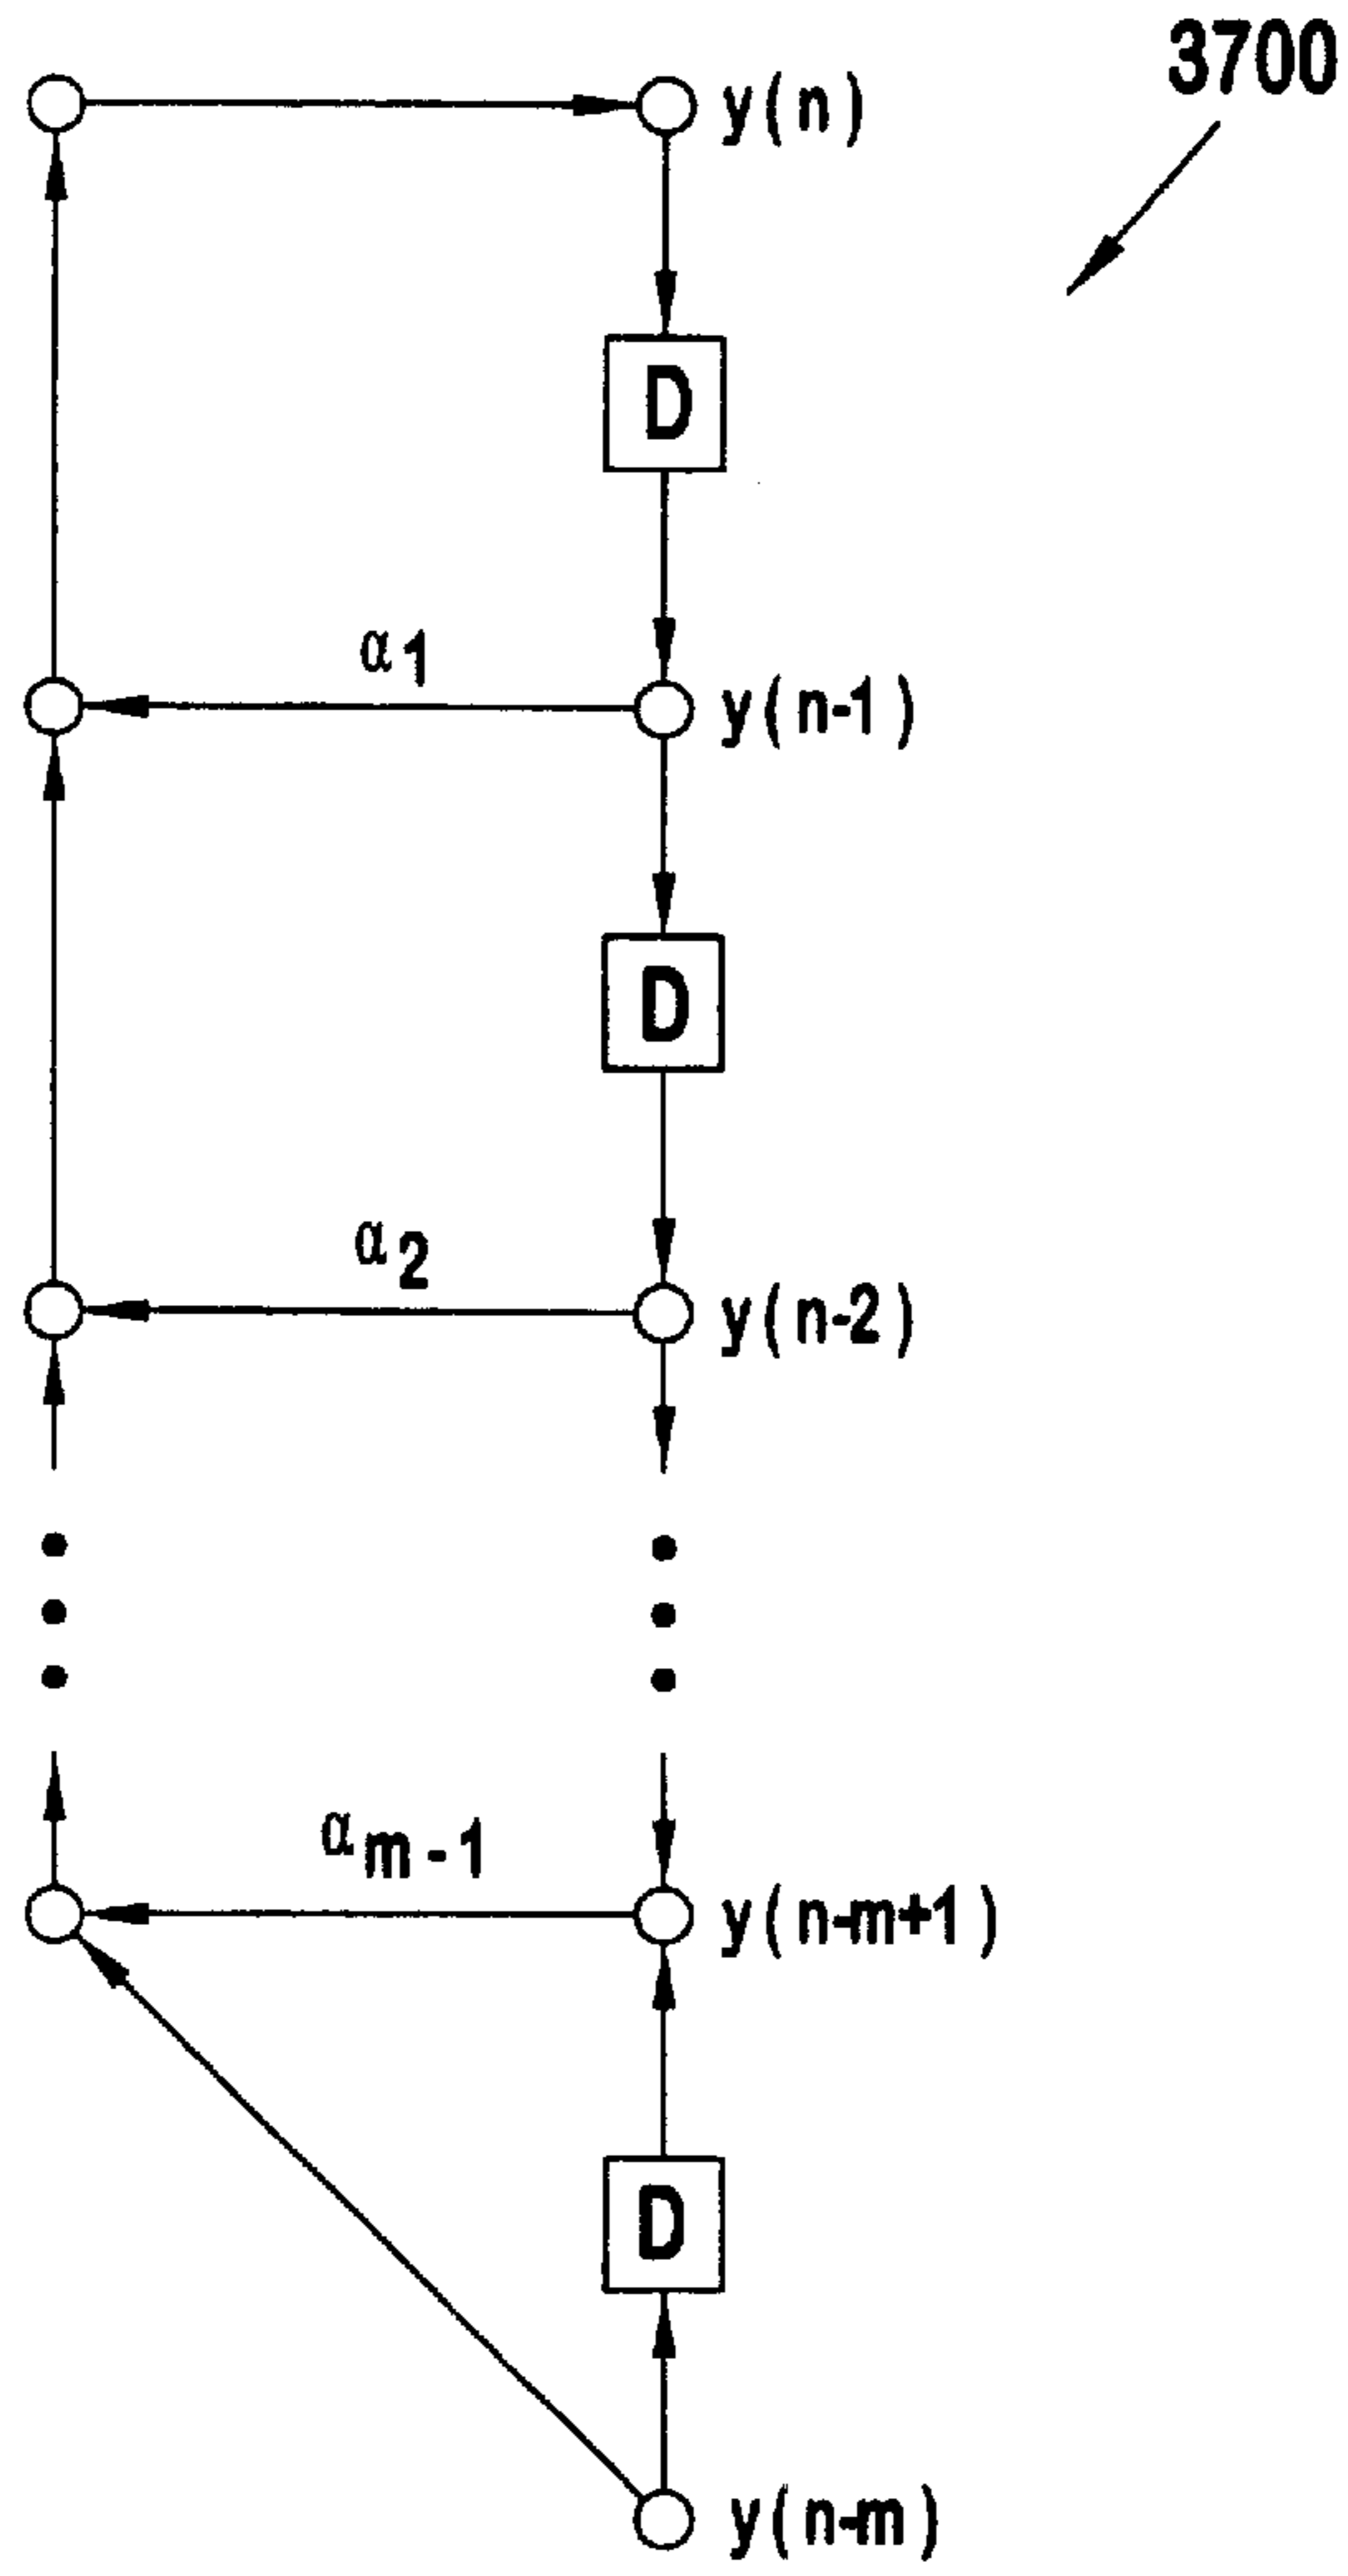 3700
y(n)
D
α1
y(n-1)
D
α2
y(n-2)
αm-1
y(n-m+1)
D
y(n-m)